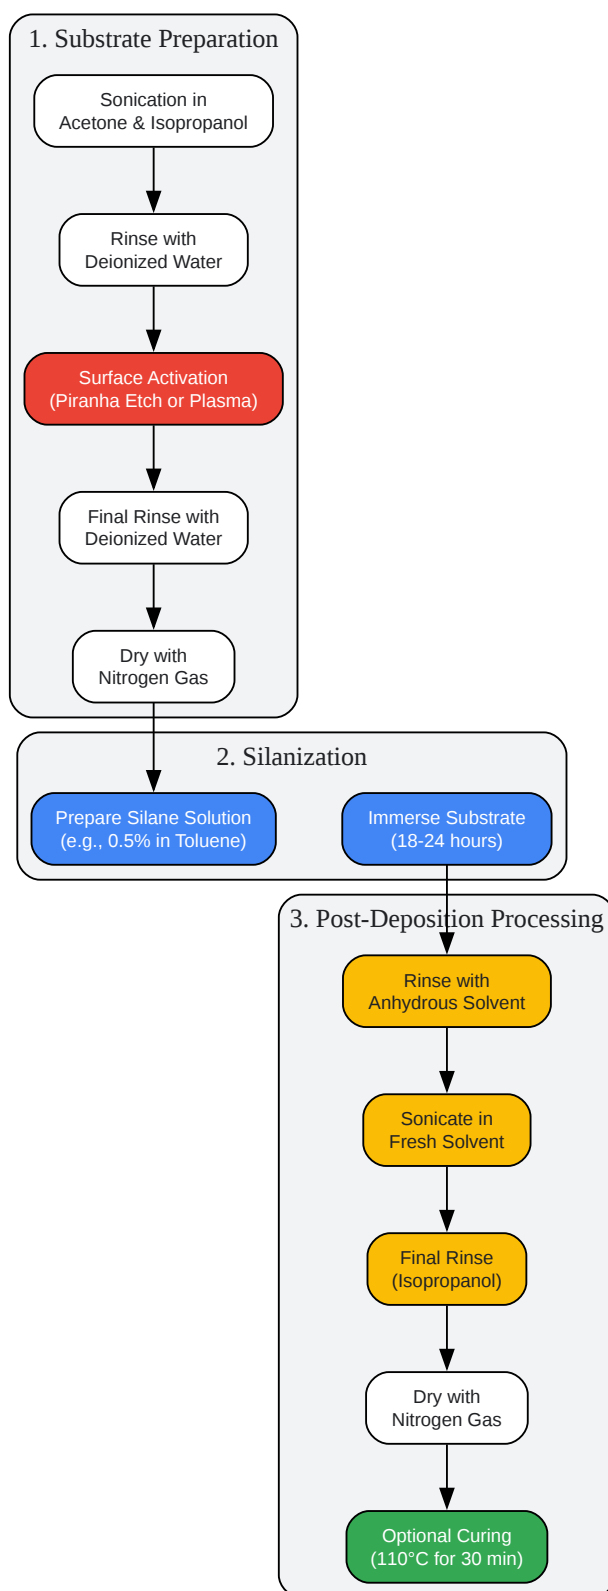 1. Substrate Preparation
Sonication in
Acetone & Isopropanol
Rinse with
Deionized Water
Surface Activation
(Piranha Etch or Plasma)
Final Rinse with
Deionized Water
Dry with
Nitrogen Gas
2. Silanization
Prepare Silane Solution
(e.g., 0.5% in Toluene)
Immerse Substrate
(18-24 hours)
3. Post-Deposition Processing
Rinse with
Anhydrous Solvent
Sonicate in
Fresh Solvent
Final Rinse
(Isopropanol)
Dry with
Nitrogen Gas
Optional Curing
(110°C for 30 min)